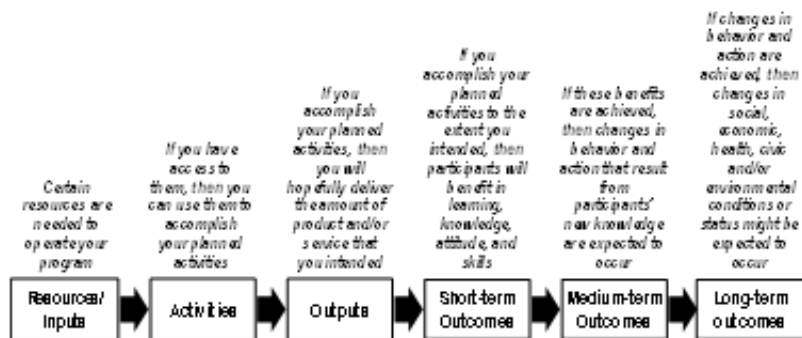 Certain
resources are
needed to
operate your
program
If you have
access to
them, then you
can use them to
accomplish
your planned
activities
If you
accomplish
your planned
activities, then
you will
hopefully deliver
the amount of
product and/or
service that
you intended
If you
accomplish your
planned
activities to the
extent you
intended, then
participants will
benefit in
learning,
knowledge,
attitude, and
skills
If these benefits
are achieved,
then changes in
behavior and
action that result
from
participants'
new knowledge
are expected to
occur
If changes in
behavior and
action are
achieved, then
changes in
social,
economic,
health, civic
and/or
environmental
conditions or
status might be
expected to
occur
Resources/
Inputs
Activities
Outputs
Short-term
Outcomes
Medium-term
Outcomes
Long-term
outcomes